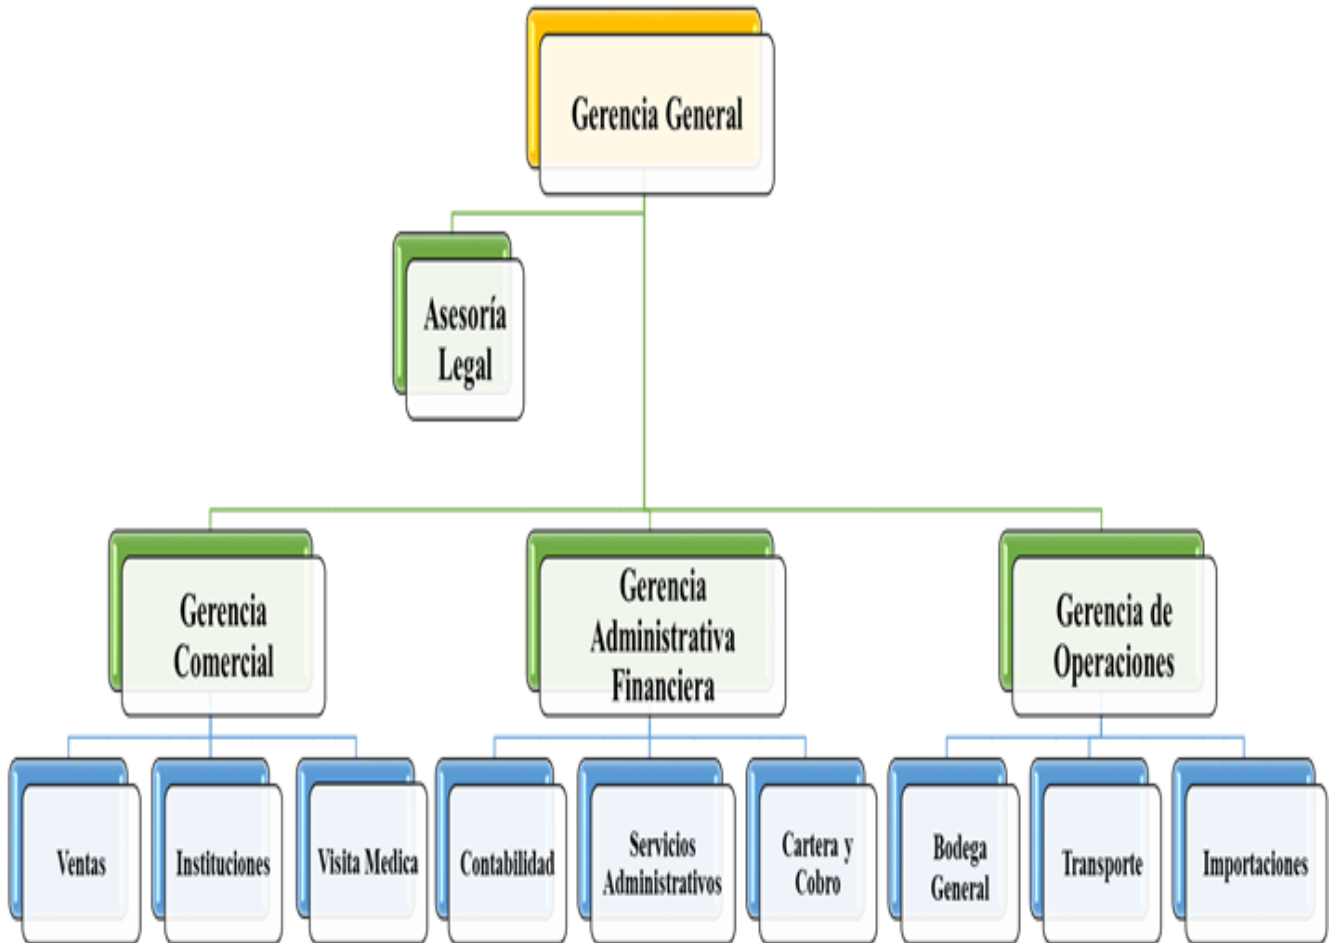 Gerencia General
Asesoría
Legal
Gerencia
Comercial
Gerencia
Administrativa
Financiera
Gerencia de
Operaciones
Ventas
Instituciones
Visita Medica
Contabilidad
Servicios
Administrativos
Cartera y
Cobro
Bodega
General
Transporte
Importaciones